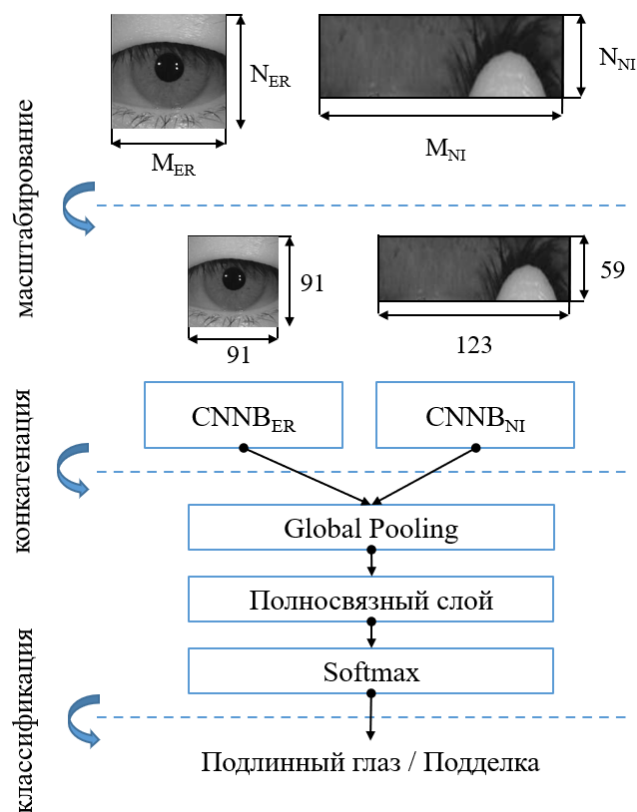 N_ER
N_NI
M_ER
M_NI
масштабирование
91
59
91
123
CNNB_ER
CNNB_NI
конкатенация
Global Pooling
Полносвязный слой
Softmax
классификация
Подлинный глаз / Подделка